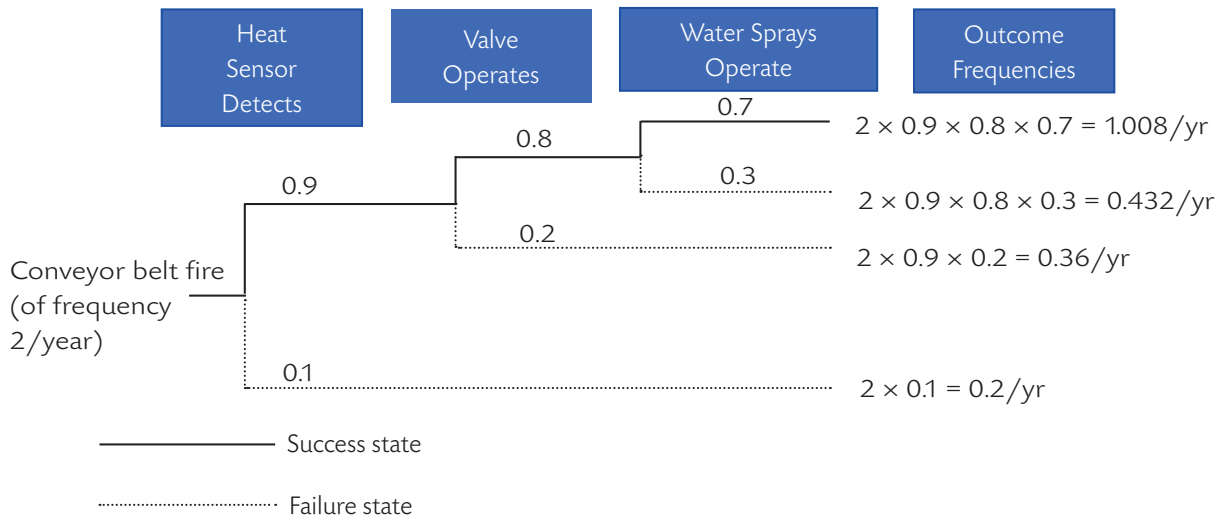 Heat
Sensor
Detects
Valve
Operates
Water Sprays
Operate
Outcome
Frequencies
0.7
2 × 0.9 × 0.8 × 0.7 = 1.008/yr
0.8
0.3
2 × 0.9 × 0.8 × 0.3 = 0.432/yr
0.9
0.2
2 × 0.9 × 0.2 = 0.36/yr
Conveyor belt fire
(of frequency
2/year)
0.1
2 × 0.1 = 0.2/yr
Success state
Failure state